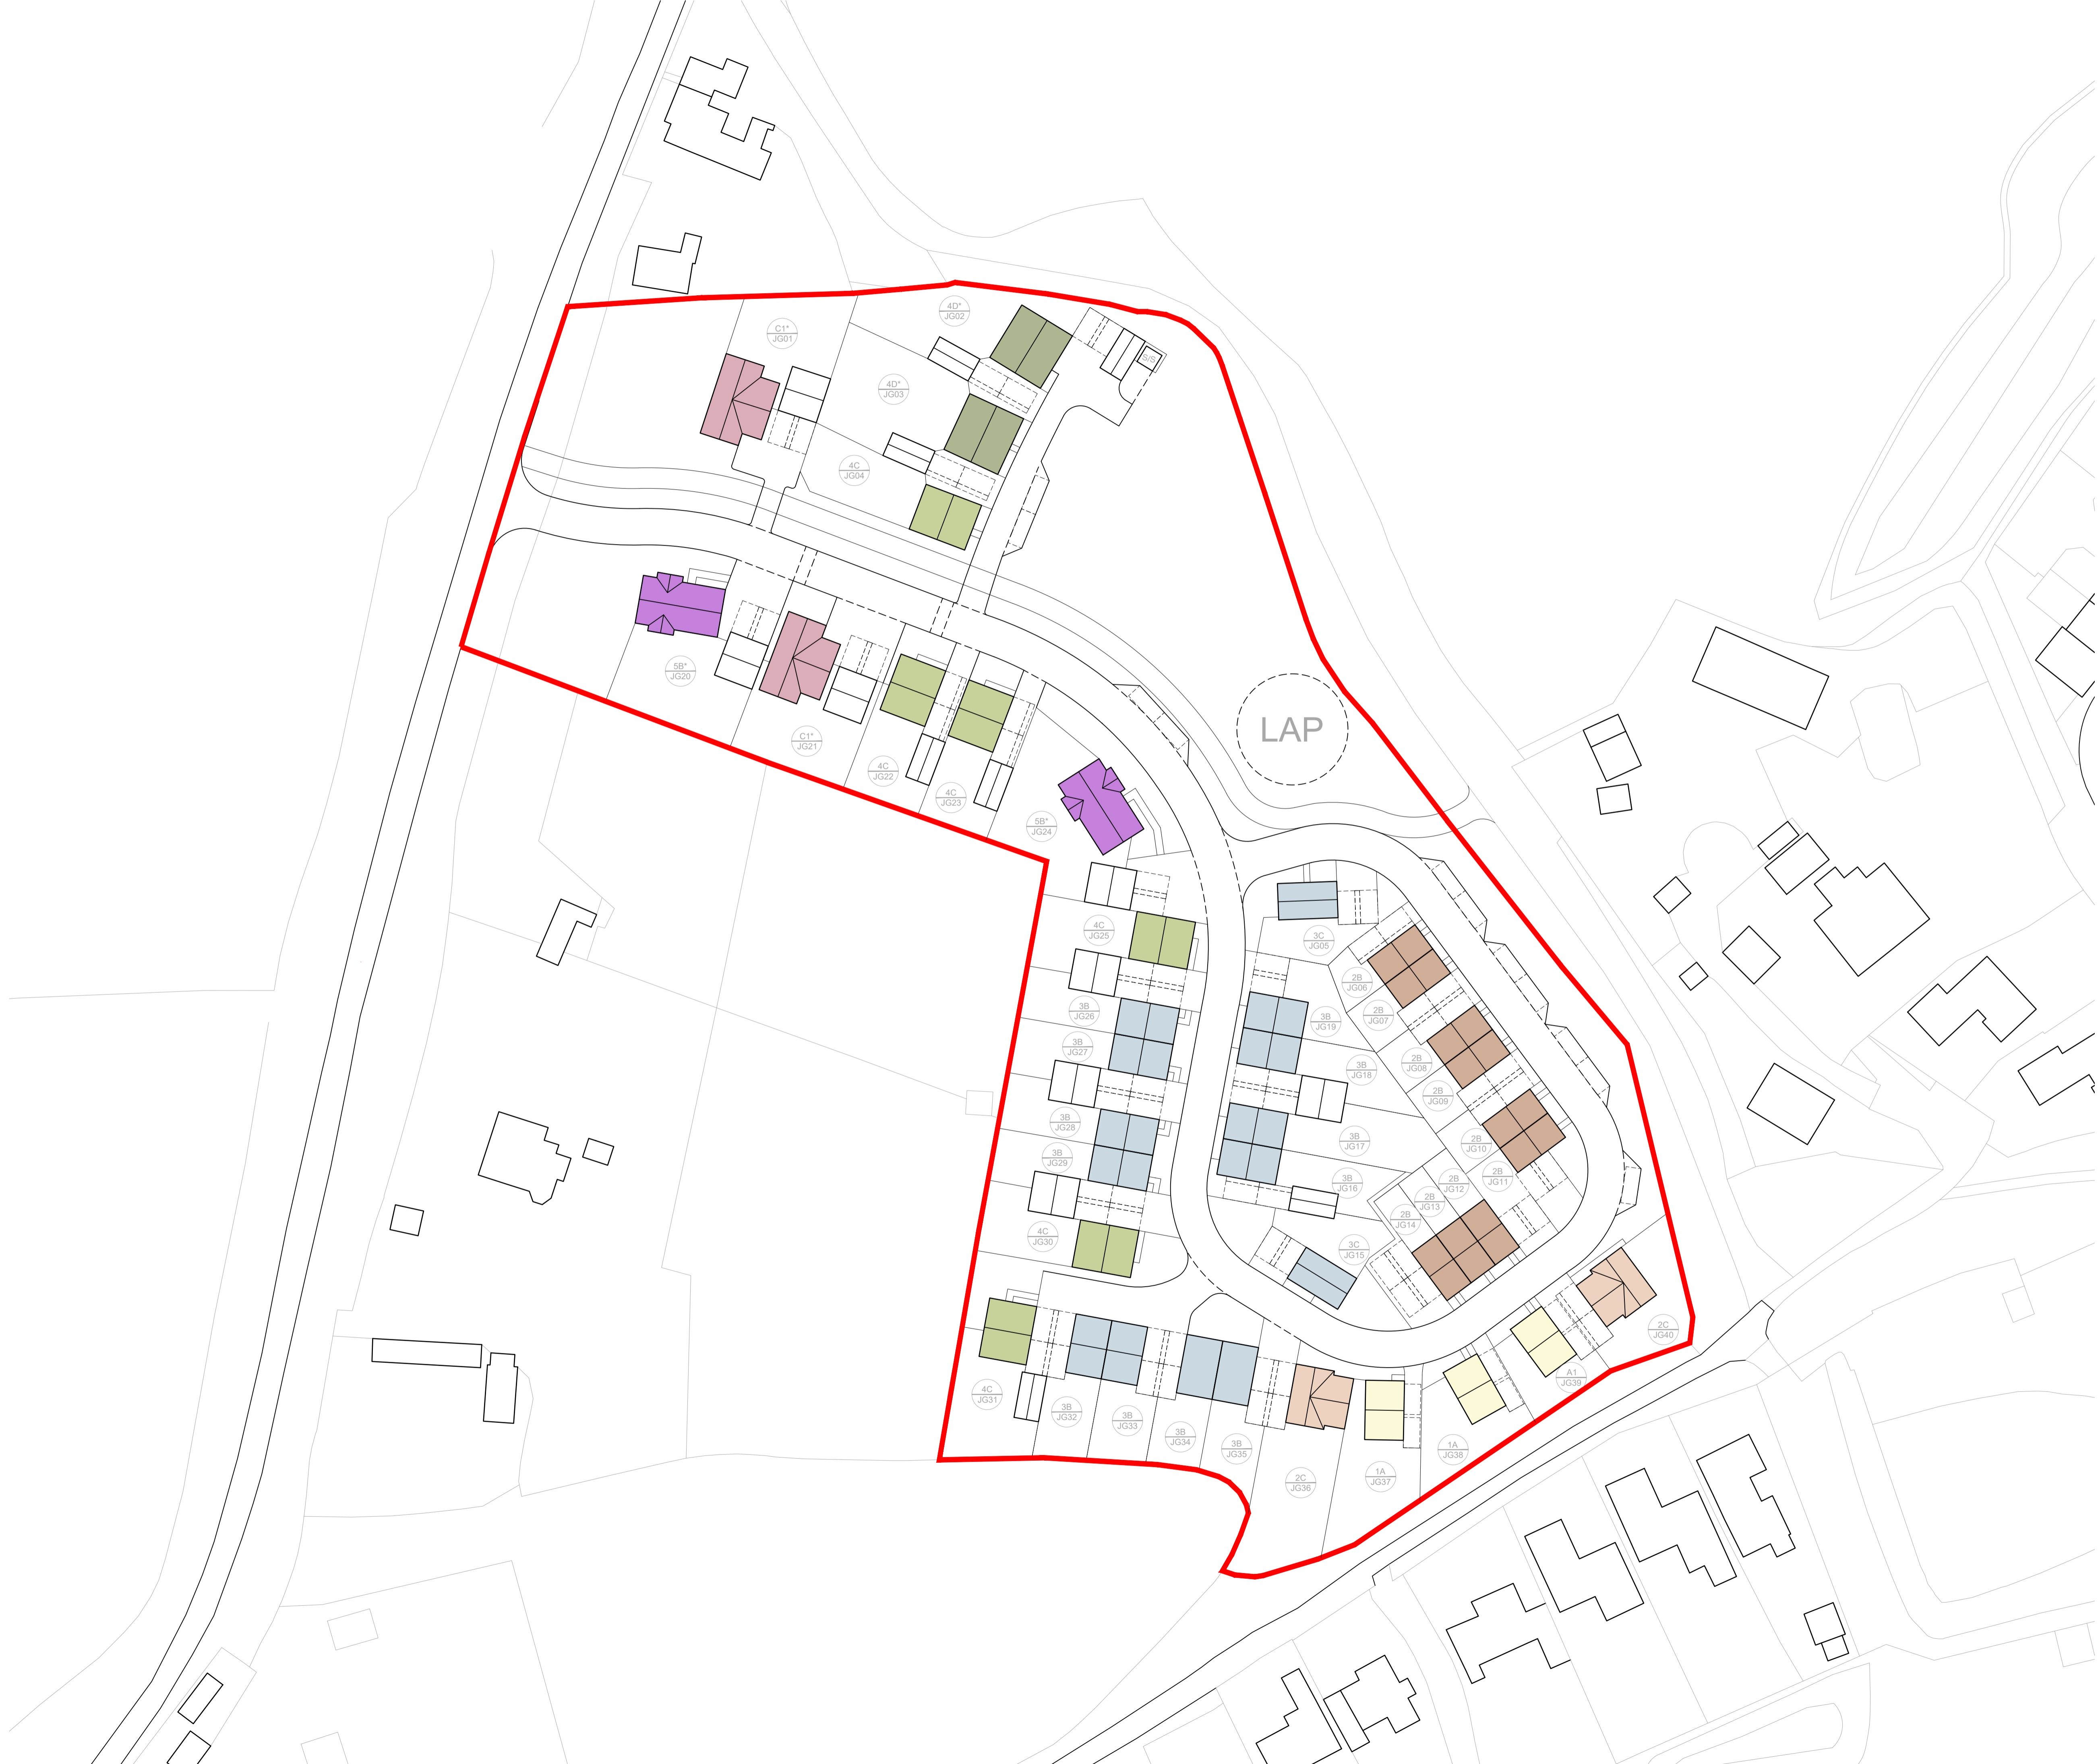 4D*
JG02
C1*
JG01
S/S
4D*
JG03
4C
JG04
5B*
JG20
C1*
JG21
LAP
4C
JG22
4C
JG23
5B*
JG24
4C
JG25
3C
JG05
2B
JG06
3B
JG26
2B
JG07
3B
JG19
3B
JG27
2B
JG08
3B
JG18
2B
JG09
3B
JG28
3B
JG17
2B
JG10
3B
JG29
2B
JG11
3B
JG16
2B
JG12
2B
JG13
2B
JG14
4C
JG30
3C
JG15
2C
JG40
A1
JG39
4C
JG31
3B
JG32
3B
JG33
3B
JG34
3B
JG35
1A
JG38
1A
JG37
2C
JG36